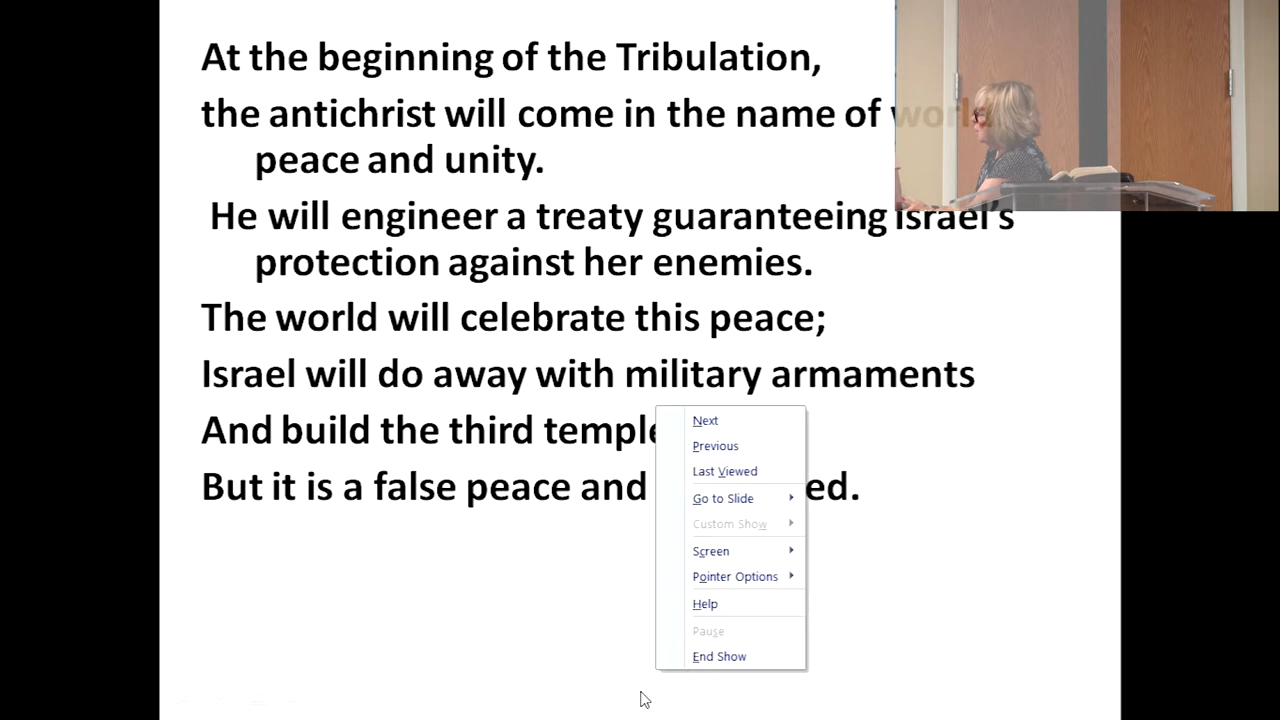 At the beginning of the Tribulation,
the antichrist will come in the name of world
peace and unity.
He will engineer a treaty guaranteeing Israel's
protection against her enemies.
The world will celebrate this peace;
Israel will do away with military armaments
And build the third temple
But it is a false peace and ed.
Next
Previous
Last Viewed
Go to Slide
Custom Show
Screen
Pointer Options
Help
Pause
End Show